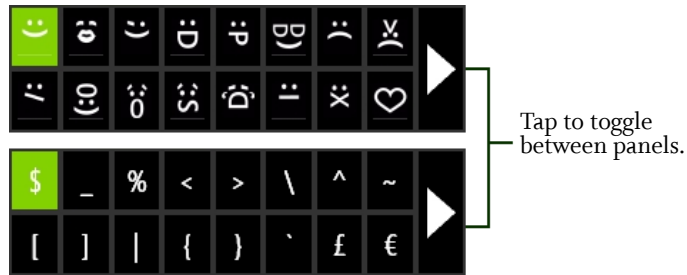 $ _ % < > \ ^ ~
[ ] | { } ` £ €
Tap to toggle
between panels.